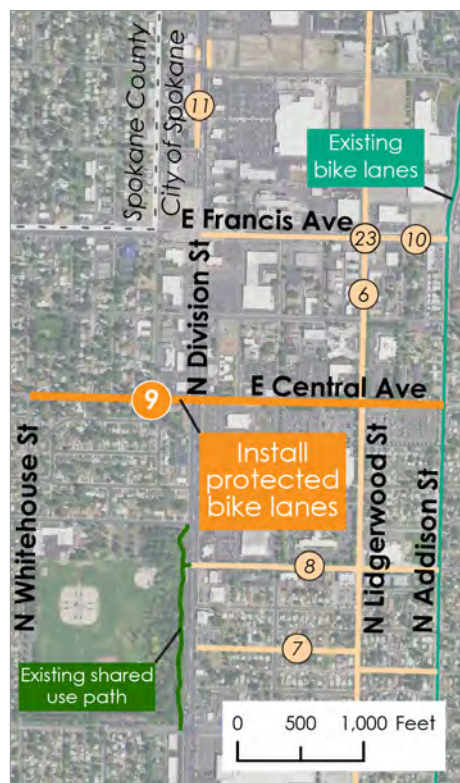 Spokane County
City of Spokane
11
Existing
bike lanes
E Francis Ave
23
10
N Division St
6
9
E Central Ave
Install
protected
bike lanes
N Whitehouse St
N Lidgerwood St
N Addison St
8
7
Existing shared
use path
0 500 1,000 Feet